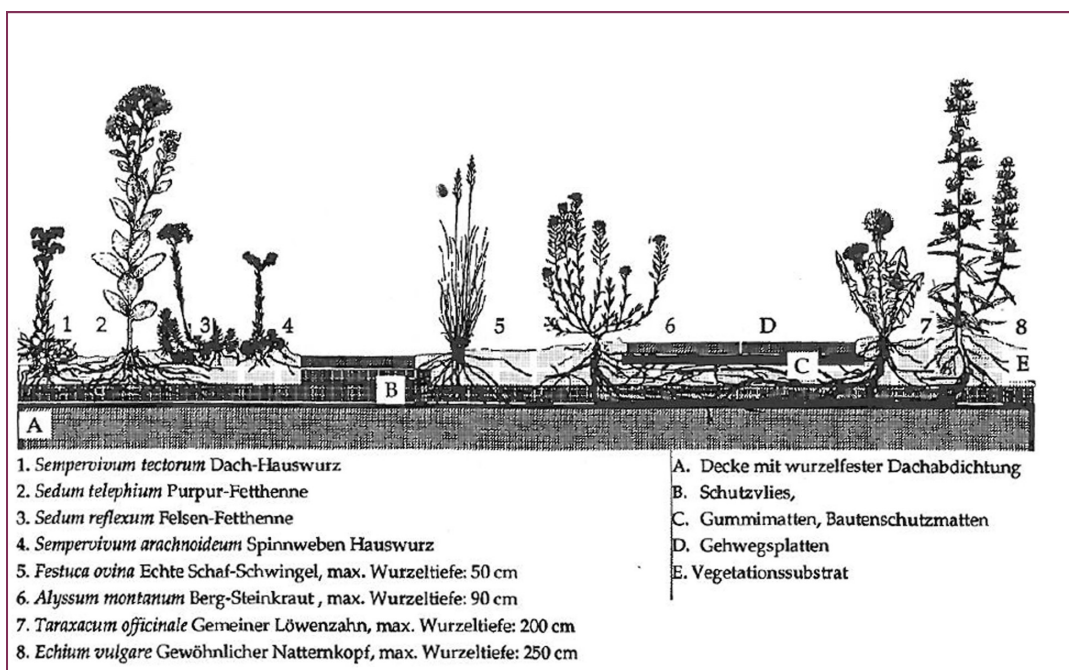 1 2 3 4 5 6 D 7 8
B C E
A
1. Sempervivum tectorum Dach-Hauswurz
2. Sedum telephium Purpur-Fetthenne
3. Sedum reflexum Felsen-Fetthenne
4. Sempervivum arachnoideum Spinnweben Hauswurz
5. Festuca ovina Echte Schaf-Schwingel, max. Wurzeltiefe: 50 cm
6. Alyssum montanum Berg-Steinkraut , max. Wurzeltiefe: 90 cm
7. Taraxacum officinale Gemeiner Löwenzahn, max. Wurzeltiefe: 200 cm
8. Echium vulgare Gewöhnlicher Natternkopf, max. Wurzeltiefe: 250 cm
A. Decke mit wurzelfester Dachabdichtung
B. Schutzvlies,
C. Gummimatten, Bautenschutzmatten
D. Gehwegsplatten
E. Vegetationssubstrat